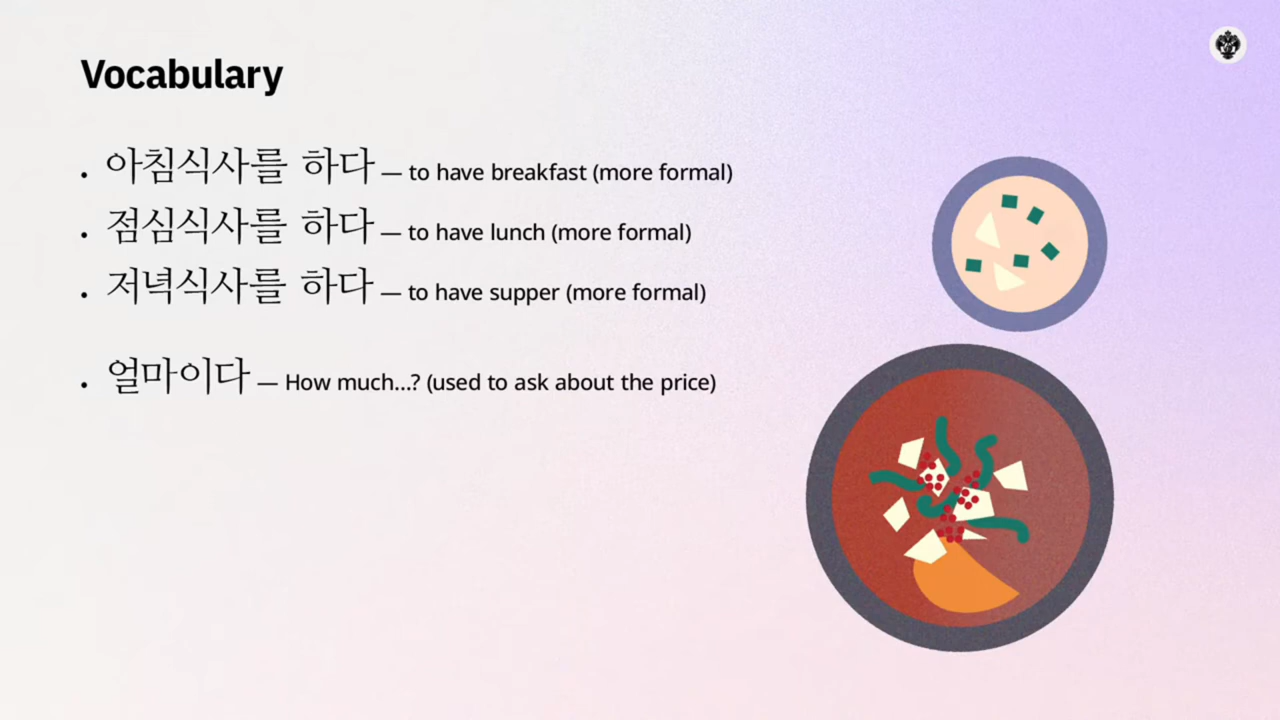 Vocabulary
• 아침식사를 하다 — to have breakfast (more formal)
• 점심식사를 하다 — to have lunch (more formal)
• 저녁식사를 하다 — to have supper (more formal)
• 얼마이다 — How much...? (used to ask about the price)